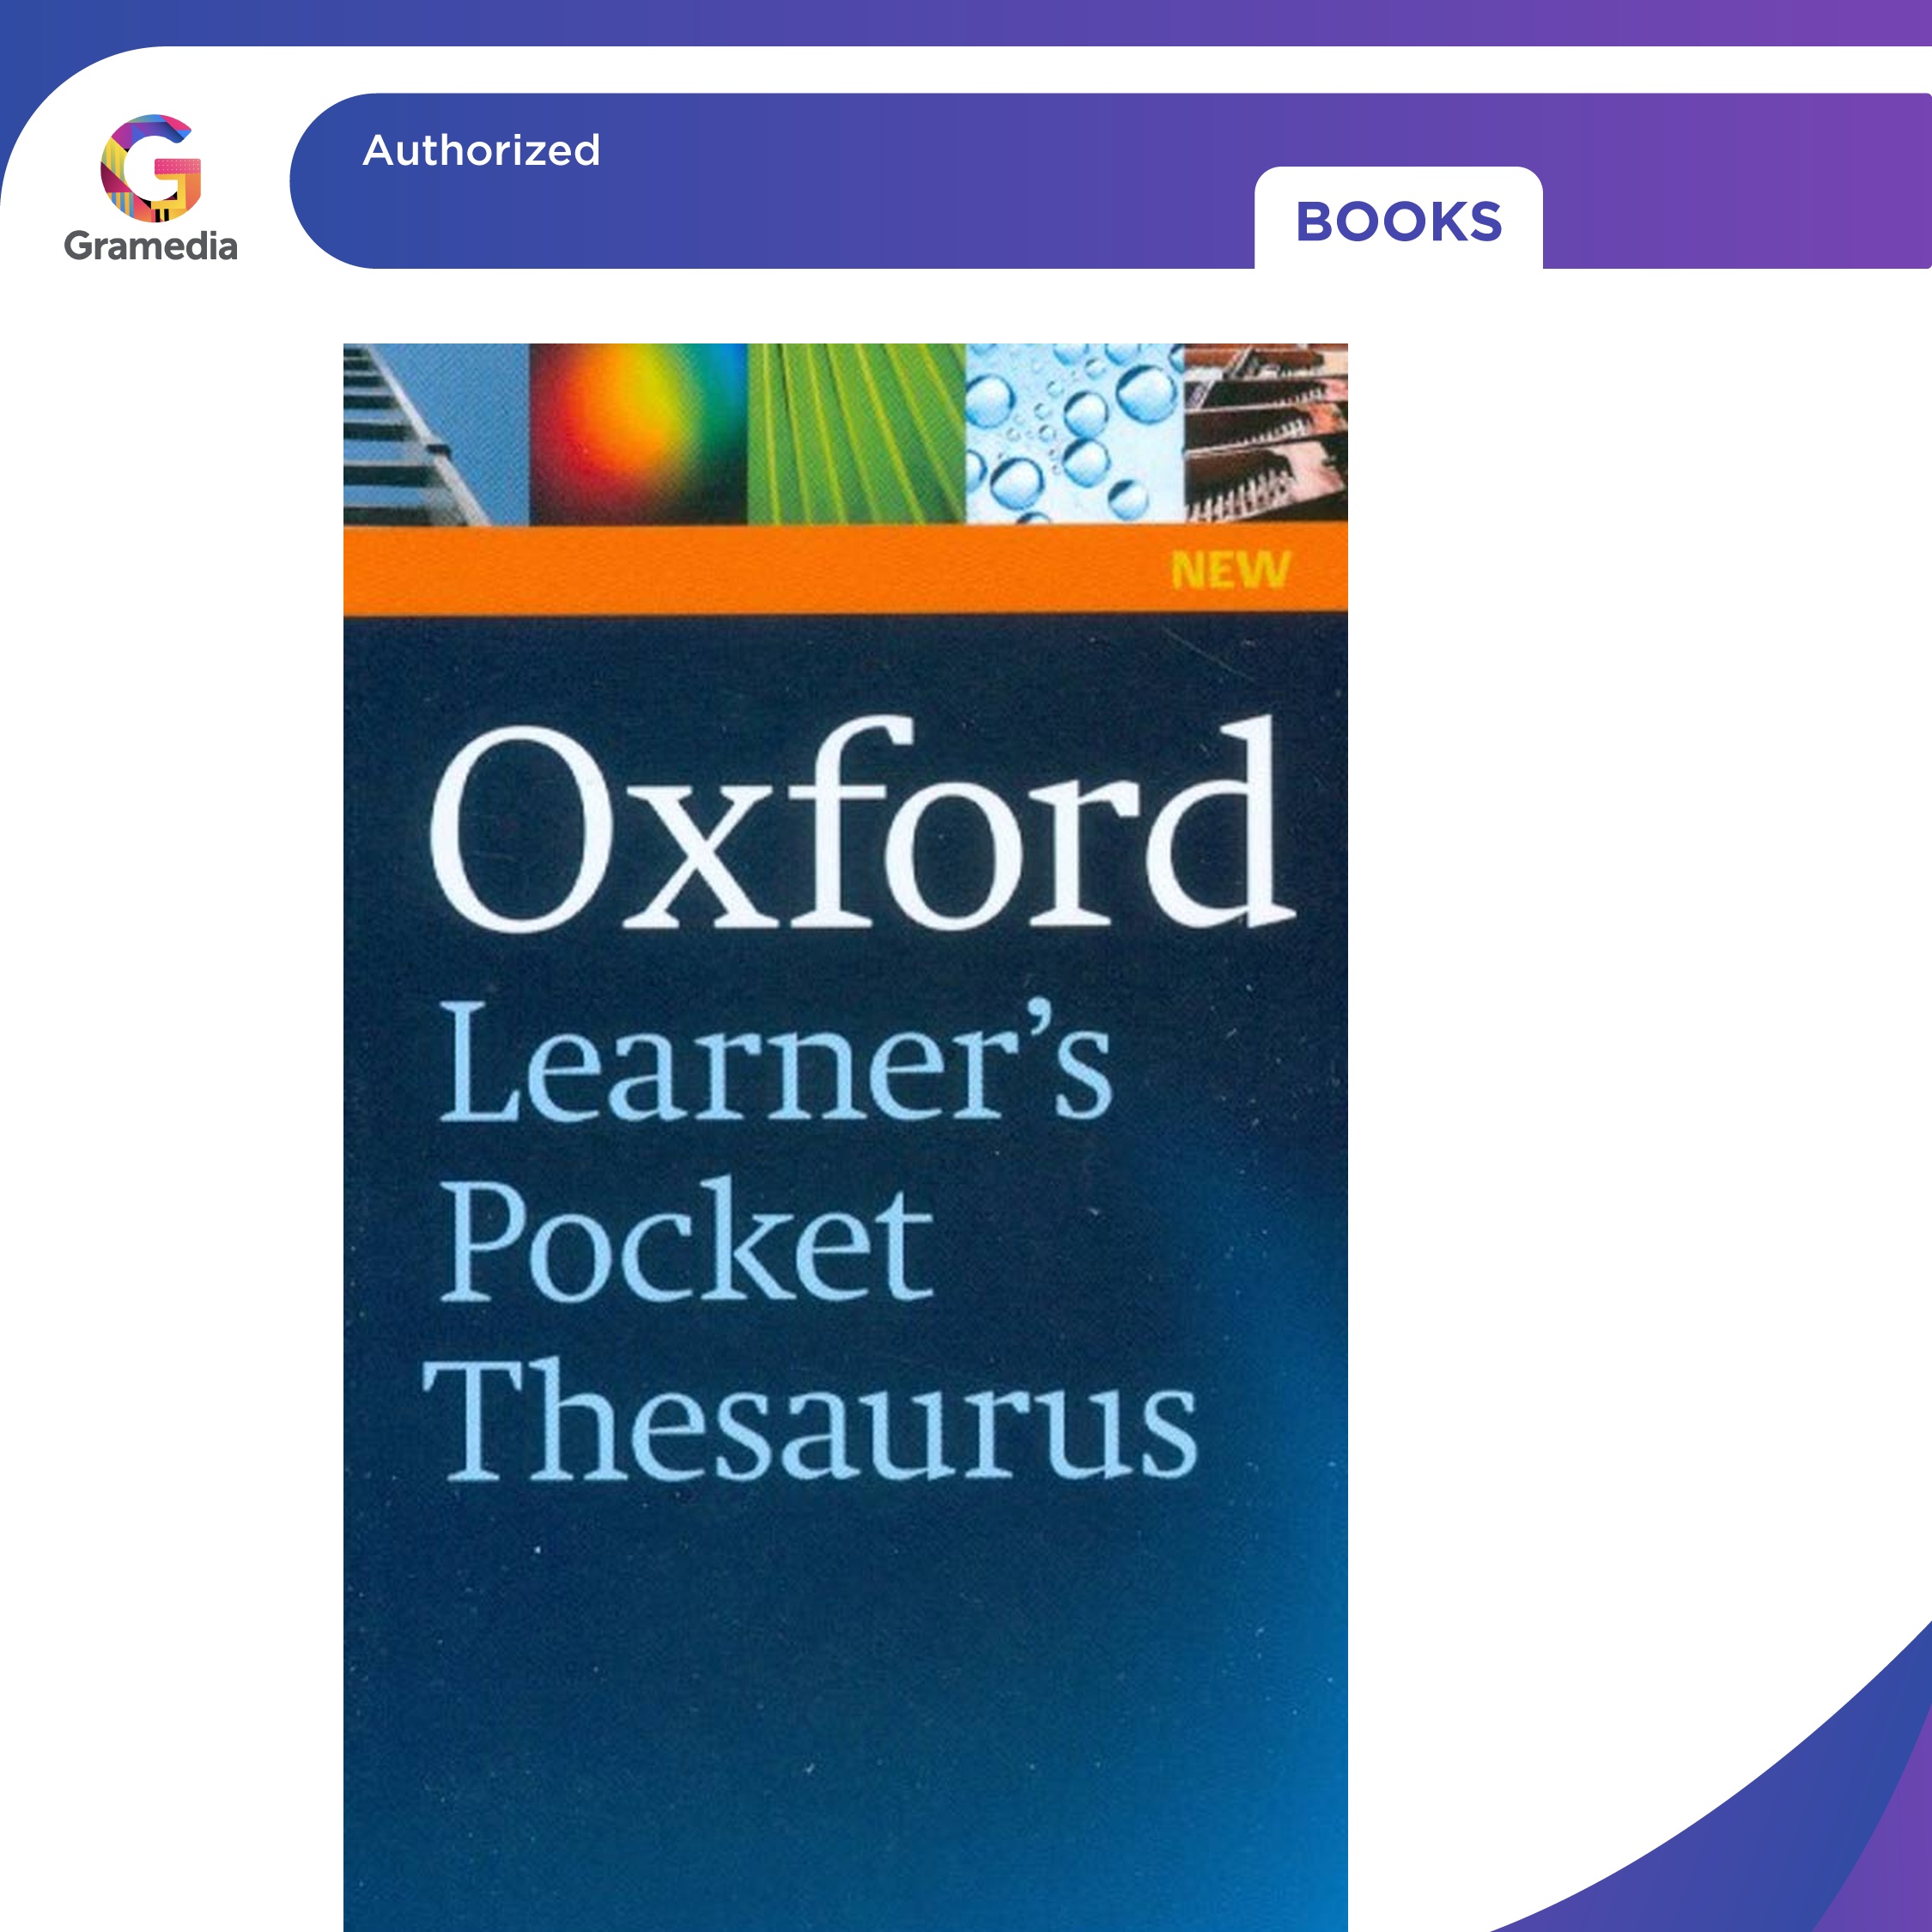 Gramedia
Authorized
BOOKS
NEW
Oxford
Learner’s
Pocket
Thesaurus